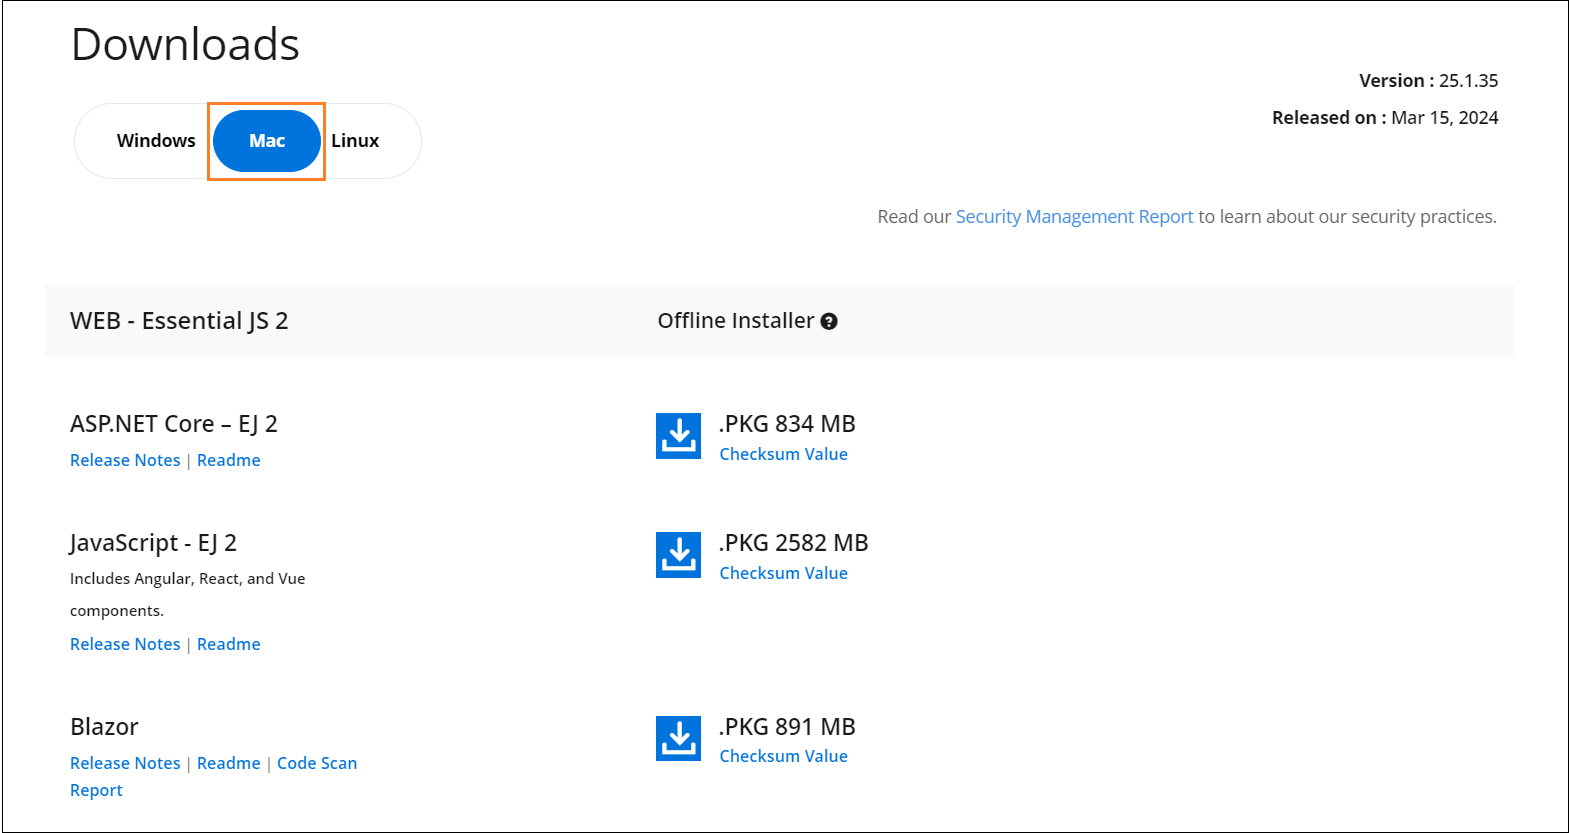 Downloads
Version : 25.1.35
Windows Mac Linux
Released on : Mar 15, 2024
Read our Security Management Report to learn about our security practices.
WEB - Essential JS 2 Offline Installer ?
ASP.NET Core – EJ 2 .PKG 834 MB
Release Notes | Readme Checksum Value
JavaScript - EJ 2 .PKG 2582 MB
Includes Angular, React, and Vue Checksum Value
components.
Release Notes | Readme
Blazor .PKG 891 MB
Release Notes | Readme | Code Scan Checksum Value
Report